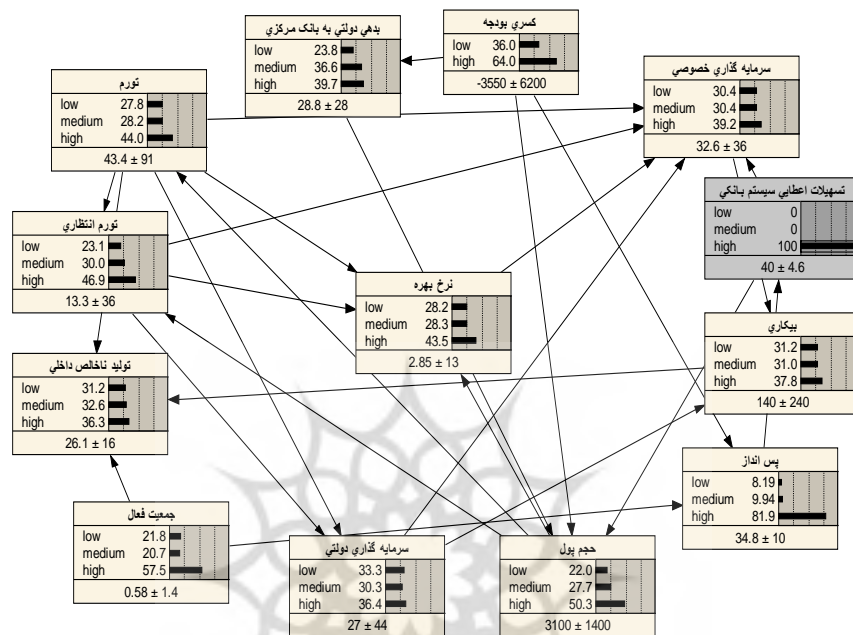 بدهي دولتي به بانک مرکزي
low 23.8
medium 36.6
high 39.7
28.8 ± 28
کسري بودجه
low 36.0
high 64.0
-3550 ± 6200
سرمايه گذاري خصوصي
low 30.4
medium 30.4
high 39.2
32.6 ± 36
تورم
low 27.8
medium 28.2
high 44.0
43.4 ± 91
تسهيلات اعطايي سيستم بانکي
low 0
medium 0
high 100
40 ± 4.6
تورم انتظاري
low 23.1
medium 30.0
high 46.9
13.3 ± 36
نرخ بهره
low 28.2
medium 28.3
high 43.5
2.85 ± 13
بيکاري
low 31.2
medium 31.0
high 37.8
140 ± 240
توليد ناخالص داخلي
low 31.2
medium 32.6
high 36.3
26.1 ± 16
پس انداز
low 8.19
medium 9.94
high 81.9
34.8 ± 10
جمعيت فعال
low 21.8
medium 20.7
high 57.5
0.58 ± 1.4
سرمايه گذاري دولتي
low 33.3
medium 30.3
high 36.4
27 ± 44
حجم پول
low 22.0
medium 27.7
high 50.3
3100 ± 1400